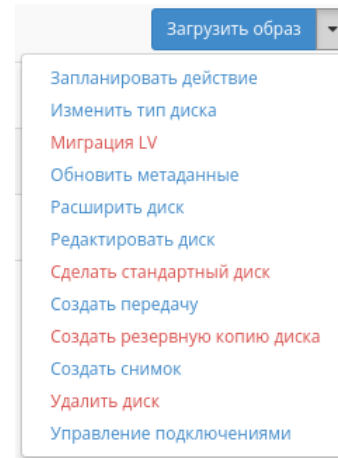 Загрузить образ
Запланировать действие
Изменить тип диска
Миграция LV
Обновить метаданные
Расширить диск
Редактировать диск
Сделать стандартный диск
Создать передачу
Создать резервную копию диска
Создать снимок
Удалить диск
Управление подключениями